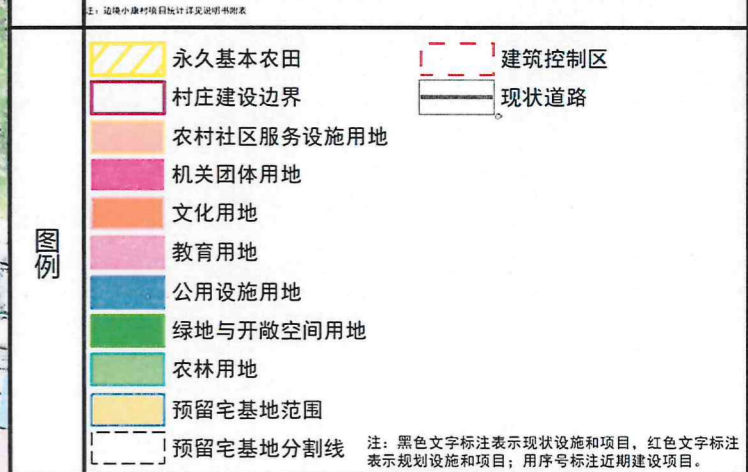 注：边境小康村项目统计详见说明书附表
图例
永久基本农田
建筑控制区
村庄建设边界
现状道路
农村社区服务设施用地
机关团体用地
文化用地
教育用地
公用设施用地
绿地与开敞空间用地
农林用地
预留宅基地范围
预留宅基地分割线
注：黑色文字标注表示现状设施和项目，红色文字标注
表示规划设施和项目；用序号标注近期建设项目。